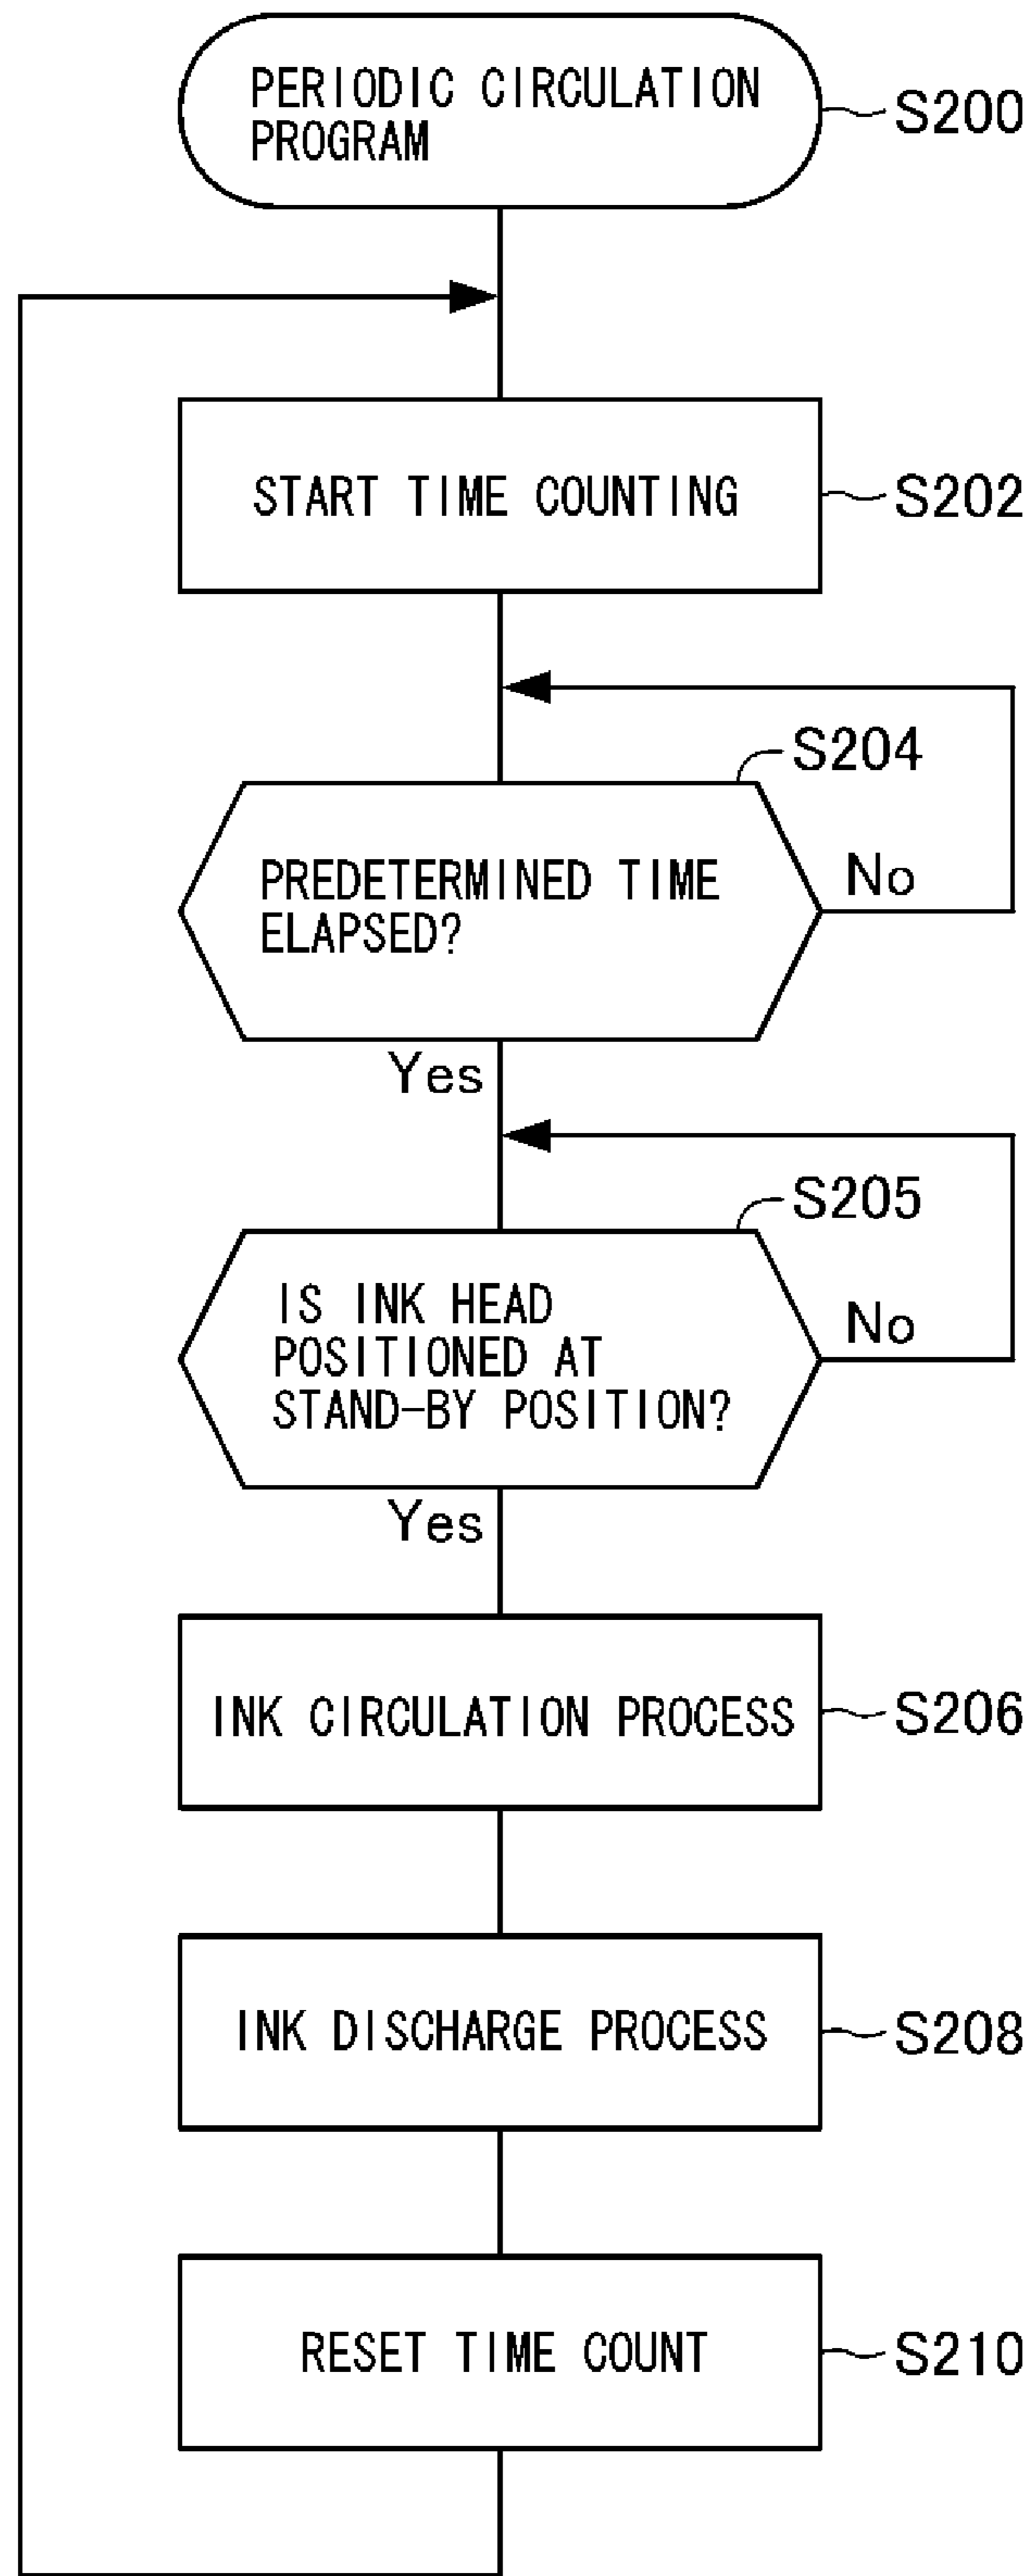 PERIODIC CIRCULATION
PROGRAM
S200
START TIME COUNTING
S202
S204
PREDETERMINED TIME
ELAPSED?
No
Yes
S205
IS INK HEAD
POSITIONED AT
STAND-BY POSITION?
No
Yes
INK CIRCULATION PROCESS
S206
INK DISCHARGE PROCESS
S208
RESET TIME COUNT
S210